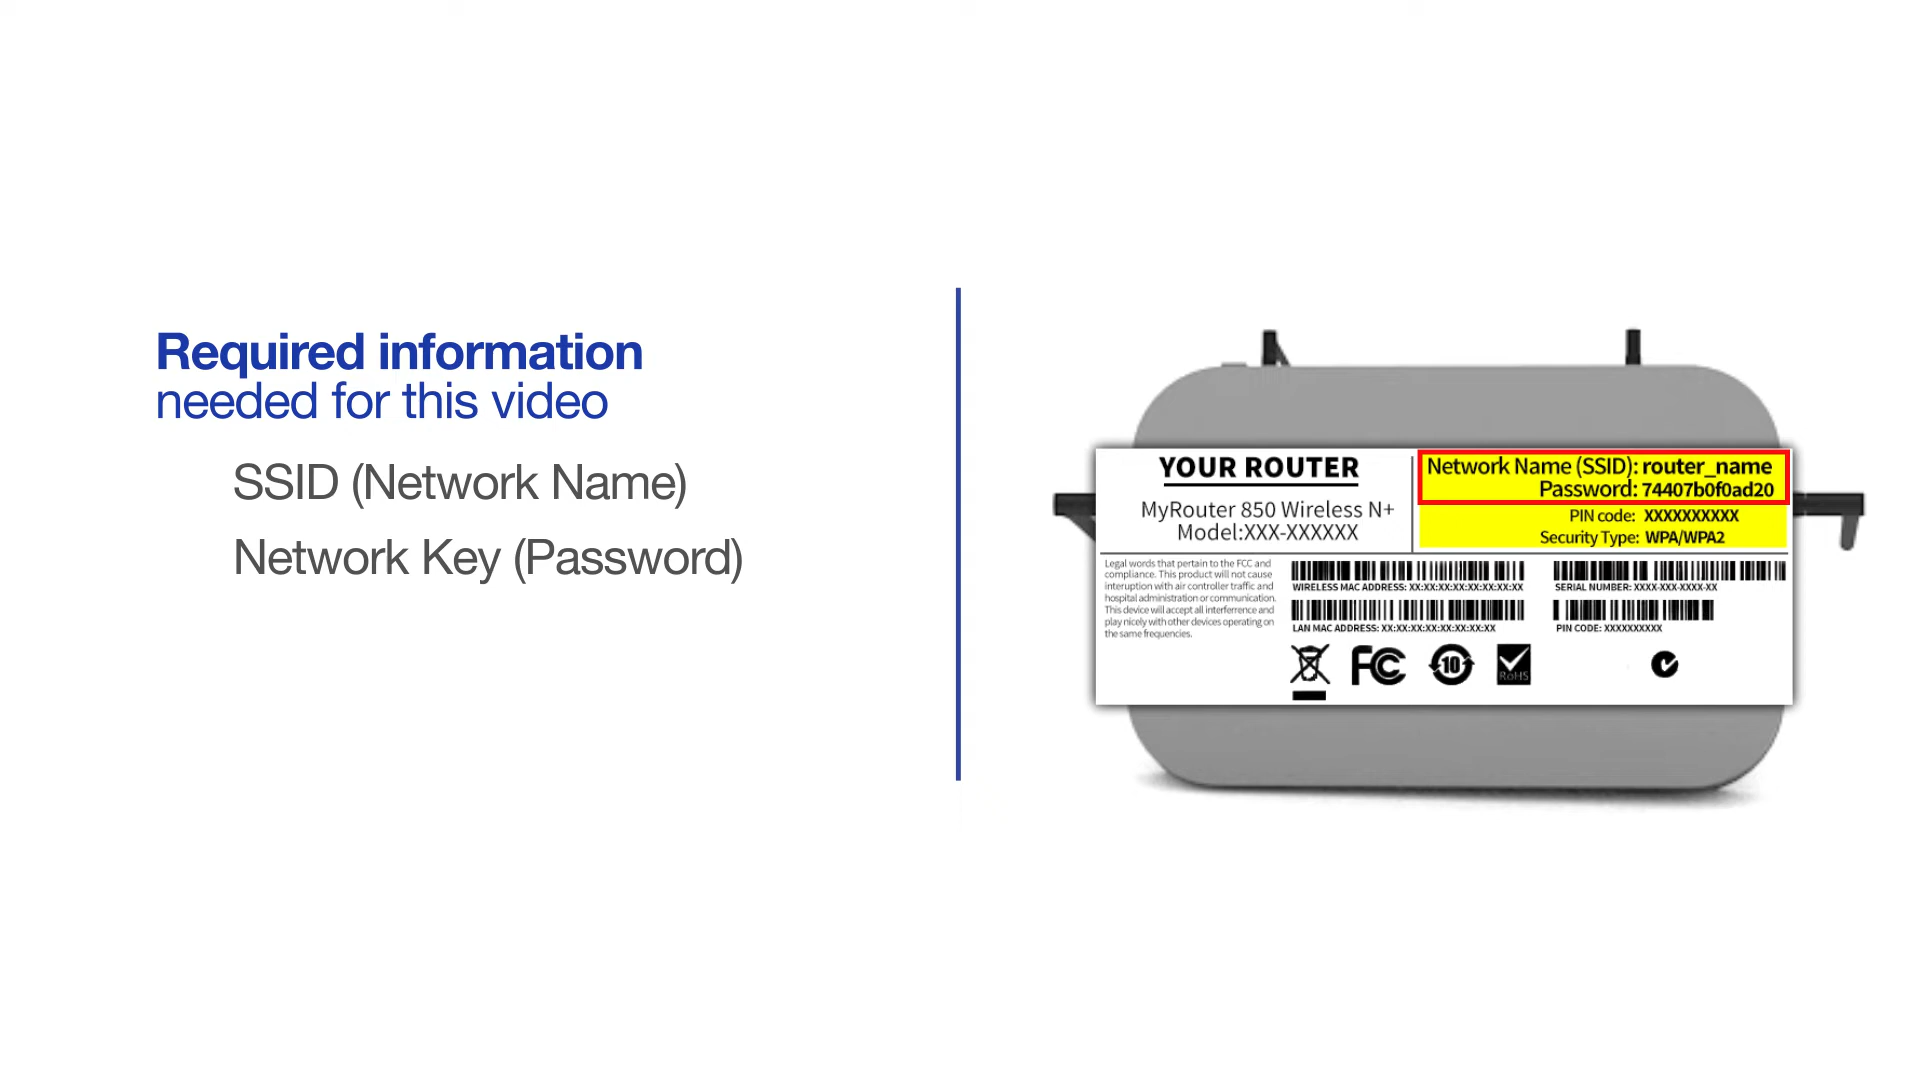 Required information
needed for this video
SSID (Network Name)
Network Key (Password)
YOUR ROUTER
MyRouter 850 Wireless N+
Model:XXX-XXXXXX
Network Name (SSID): router_name
Password: 74407b0f0ad20
PIN code: XXXXXXXXXX
Security Type: WPA/WPA2
Legal words that pertain to the FCC and
compliance. This product will not cause
interuption with air controller traffic and
hospital administration or communication.
This device will accept all interferrence and
play nicely with other devices operating on
the same frequencies.
WIRELESS MAC ADDRESS: XX:XX:XX:XX:XX:XX:XX:XX
LAN MAC ADDRESS: XX:XX:XX:XX:XX:XX:XX:XX
SERIAL NUMBER: XXXX-XXX-XXXX-XX
PIN CODE: XXXXXXXXXX
FC
10
RoHS